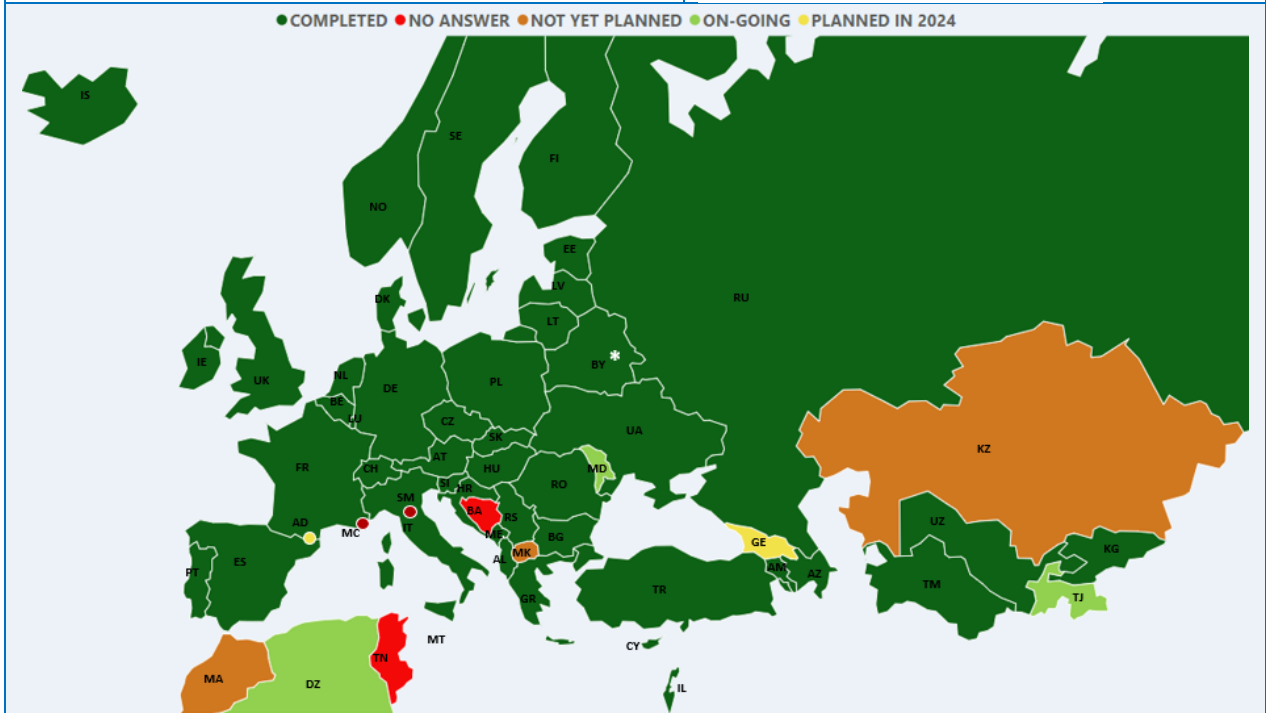 COMPLETED NO ANSWER NOT YET PLANNED ON-GOING PLANNED IN 2024
IS
SE
FI
NO
EE
LV
DK
RU
LT
IE
BY *
UK
NL
DE
PL
BE
LU
CZ
UA
SK
KZ
AT
FR
CH
HU
MD
SI
HR
RO
SM
BA
RS
UZ
AD
MC
IT
ME
BG
GE
KG
MK
AL
ES
PT
AM
AZ
TR
TM
GR
TJ
MT
CY
TN
MA
DZ
IL